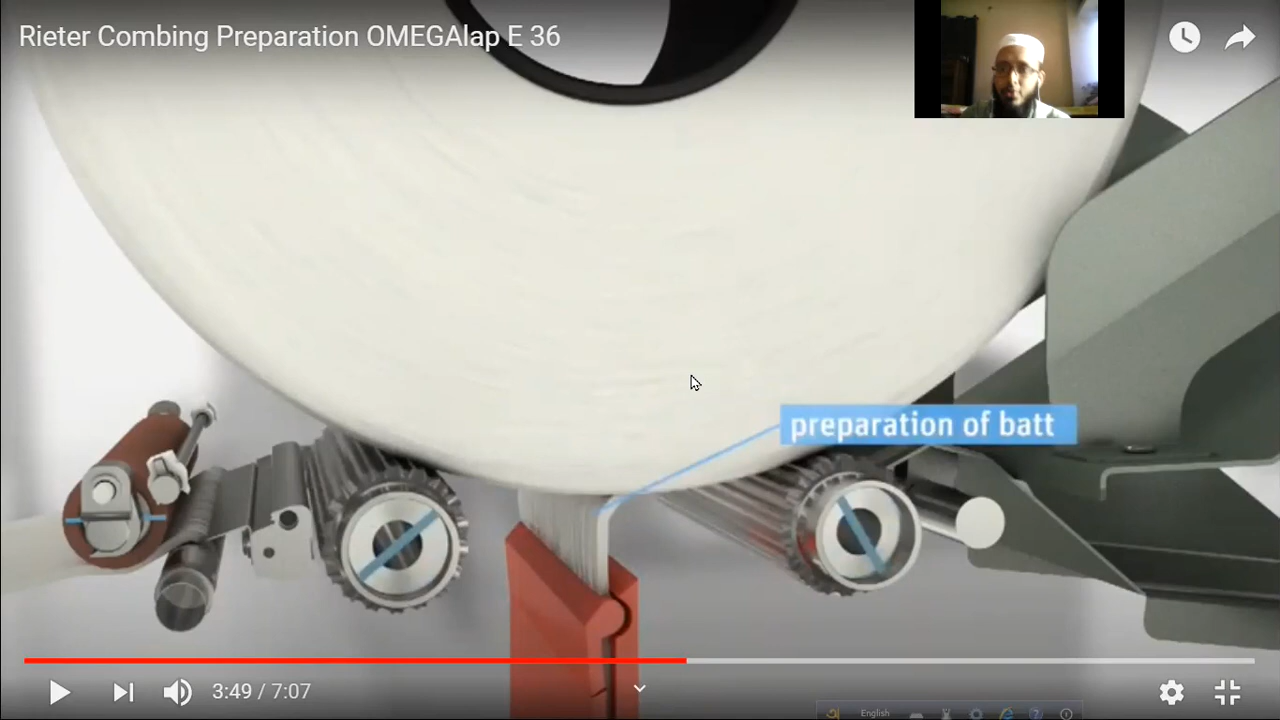 Rieter Combing Preparation OMEGAlap E 36
preparation of batt
3:49 / 7:07
English